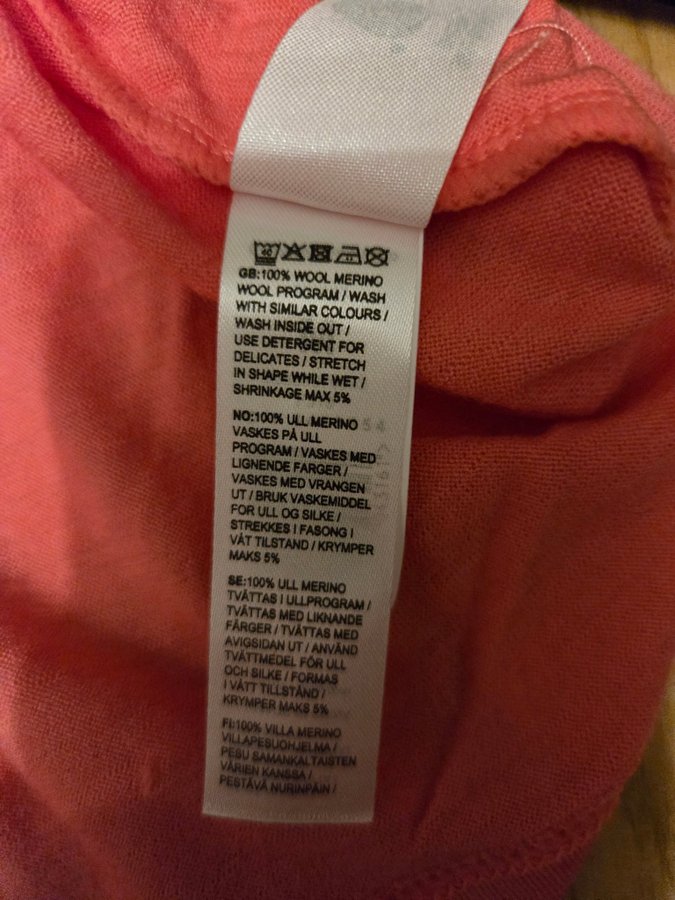 40
GB:100% WOOL MERINO
WOOL PROGRAM / WASH
WITH SIMILAR COLOURS /
WASH INSIDE OUT /
USE DETERGENT FOR
DELICATES / STRETCH
IN SHAPE WHILE WET /
SHRINKAGE MAX 5%
NO:100% ULL MERINO
VASKES PÅ ULL
PROGRAM / VASKES MED
LIGNENDE FARGER /
VASKES MED VRANGEN
UT / BRUK VASKEMIDDEL
FOR ULL OG SILKE /
STREKKES I FASONG I
VÅT TILSTAND / KRYMPER
MAKS 5%
SE:100% ULL MERINO
TVÄTTAS I ULLPROGRAM /
TVÄTTAS MED LIKNANDE
FÄRGER / TVÄTTAS MED
AVIGSIDAN UT / ANVÄND
TVÄTTMEDEL FÖR ULL
OCH SILKE / FORMAS
I VÅTT TILLSTÅND /
KRYMPER MAKS 5%
FI:100% VILLA MERINO
VILLAPESUOHJELMA /
PESU SAMANKALTAISTEN
VÄRIEN KANSSA /
PESTÄVÄ NURINPÄIN /